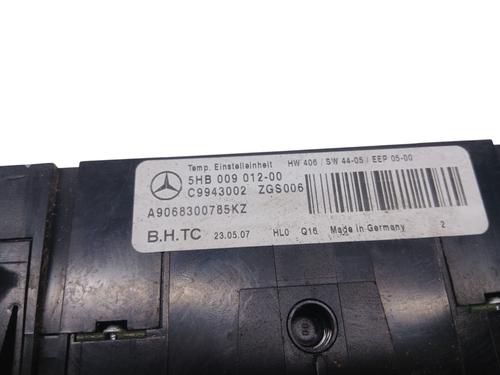 Temp. Einstelleinheit HW 406 / SW 44-05 / EEP 05-00
5HB 009 012-00
C9943002 ZGS006
A9068300785KZ
B.H.TC 23.05.07 HL0 Q16 Made in Germany 2